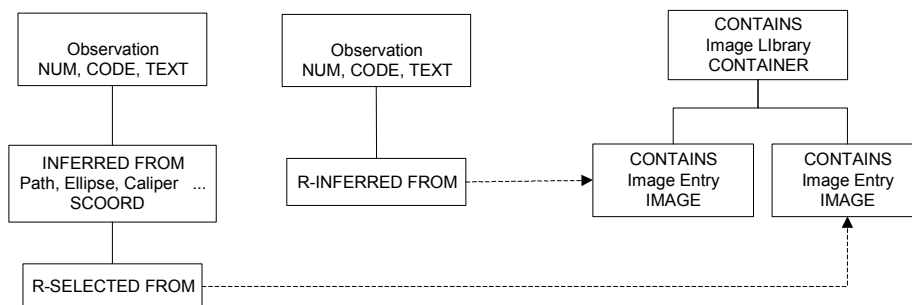 Observation
NUM, CODE, TEXT
INFERRED FROM
Path, Ellipse, Caliper ...
SCOORD
R-SELECTED FROM
Observation
NUM, CODE, TEXT
R-INFERRED FROM
CONTAINS
Image LIbrary
CONTAINER
CONTAINS
Image Entry
IMAGE
CONTAINS
Image Entry
IMAGE